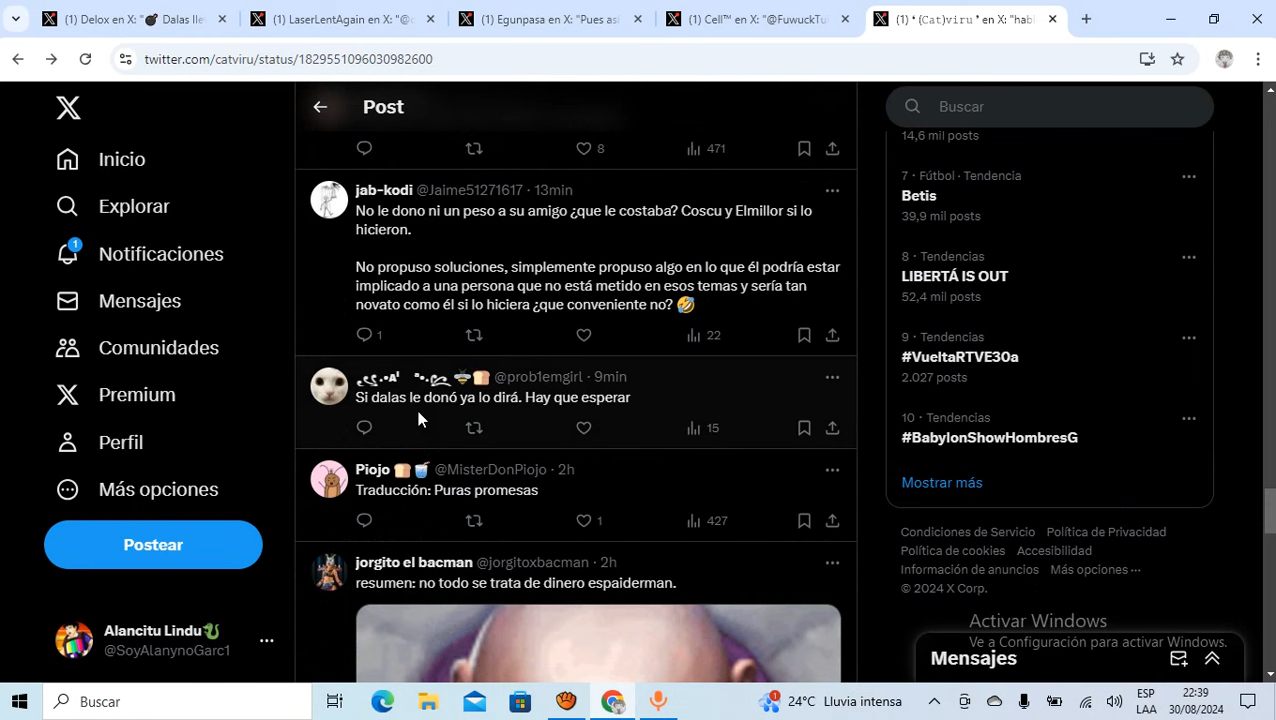 (1) Delox en X: "💣 Dalas lle
(1) LaserLentAgain en X: "@c
(1) Egunpasa en X: "Pues así
(1) Cell™ en X: "@FuwuckTu
(1) ❛ {Cat}viru ❜ en X: "hab
twitter.com/catviru/status/1829551096030982600
Inicio
Explorar
1
Notificaciones
Mensajes
Comunidades
Premium
Perfil
Más opciones
Postear
Alancitu Lindu🐍
@SoyAlanynoGarc1
Post
8 471
jab-kodi @Jaime51271617 · 13min
No le dono ni un peso a su amigo ¿que le costaba? Coscu y Elmillor si lo
hicieron.
No propuso soluciones, simplemente propuso algo en lo que él podría estar
implicado a una persona que no está metido en esos temas y sería tan
novato como él si lo hiciera ¿que conveniente no? 🤣
1 22
@prob1emgirl · 9min
Si dalas le donó ya lo dirá. Hay que esperar
15
Piojo 🍞🥤 @MisterDonPiojo · 2h
Traducción: Puras promesas
1 427
jorgito el bacman @jorgitoxbacman · 2h
resumen: no todo se trata de dinero espaiderman.
Buscar
14,6 mil posts
7 · Fútbol · Tendencia
Betis
39,9 mil posts
8 · Tendencias
LIBERTÁ IS OUT
52,4 mil posts
9 · Tendencias
#VueltaRTVE30a
2.027 posts
10 · Tendencias
#BabylonShowHombresG
Mostrar más
Condiciones de Servicio Política de Privacidad
Política de cookies Accesibilidad
Información de anuncios Más opciones ···
© 2024 X Corp.
Activar Windows
Ve a Configuración para activar Windows.
Mensajes
Buscar
1
24°C Lluvia intensa
ESP
LAA
22:39
30/08/2024